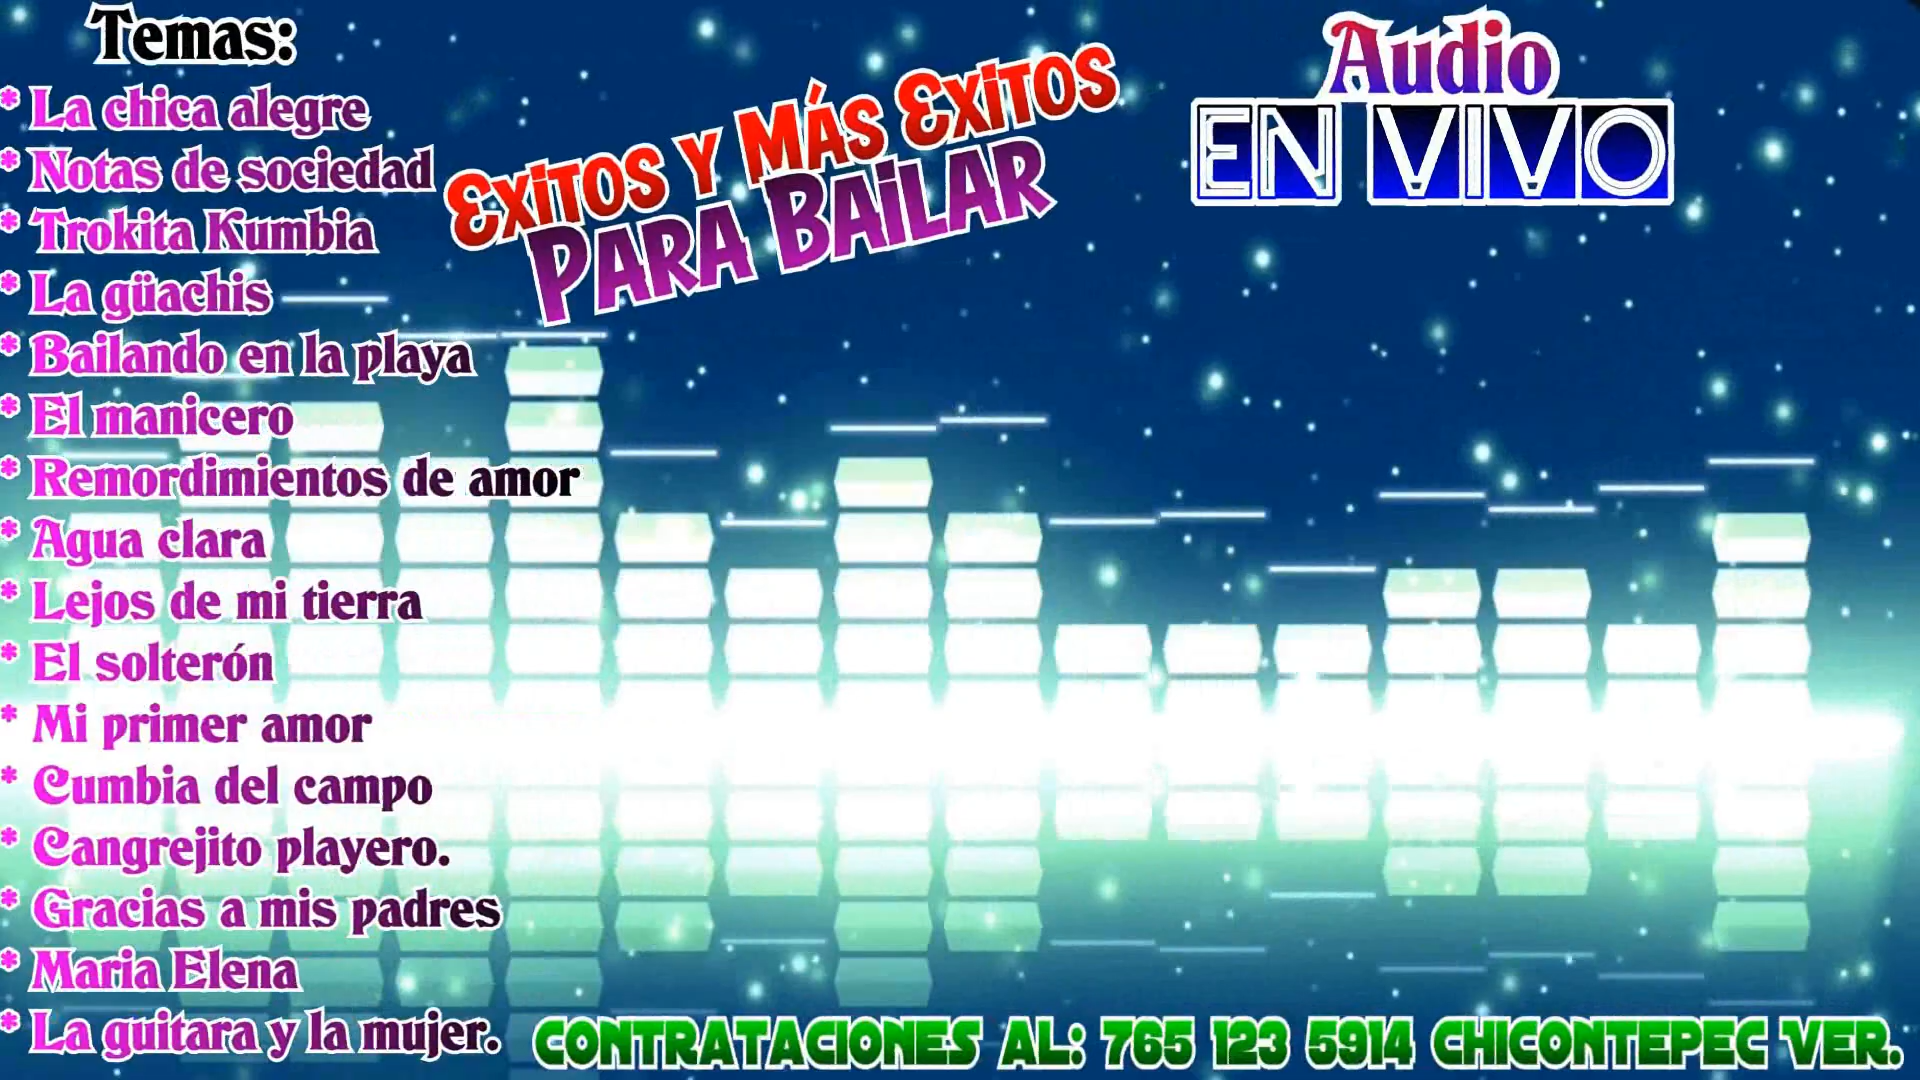 Temas:
* La chica alegre
* Notas de sociedad
* Trokita Kumbia
* La güachis
* Bailando en la playa
* El manicero
* Remordimientos de amor
* Agua clara
* Lejos de mi tierra
* El solterón
* Mi primer amor
* Cumbia del campo
* Cangrejito playero.
* Gracias a mis padres
* Maria Elena
* La guitara y la mujer.
Exitos y Más Exitos
Para Bailar
Audio
EN VIVO
CONTRATACIONES AL: 765 123 5914 CHICONTEPEC VER.